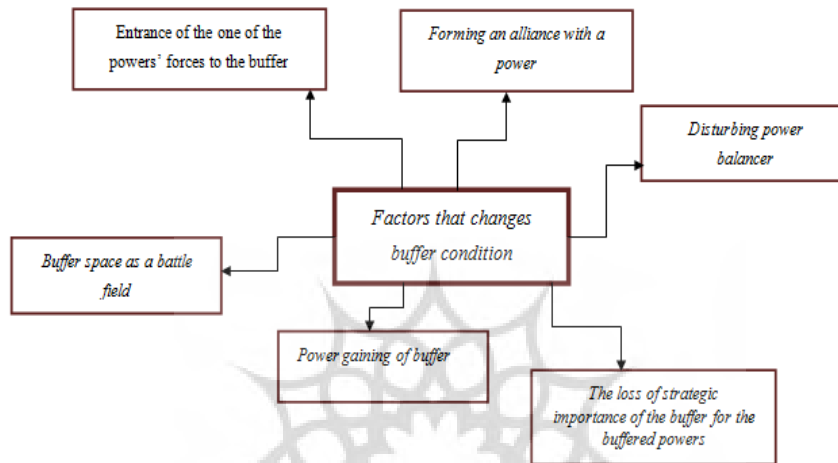 Entrance of the one of the
powers’ forces to the buffer
Forming an alliance with a
power
Disturbing power
balancer
Factors that changes
buffer condition
Buffer space as a battle
field
Power gaining of buffer
The loss of strategic
importance of the buffer for the
buffered powers